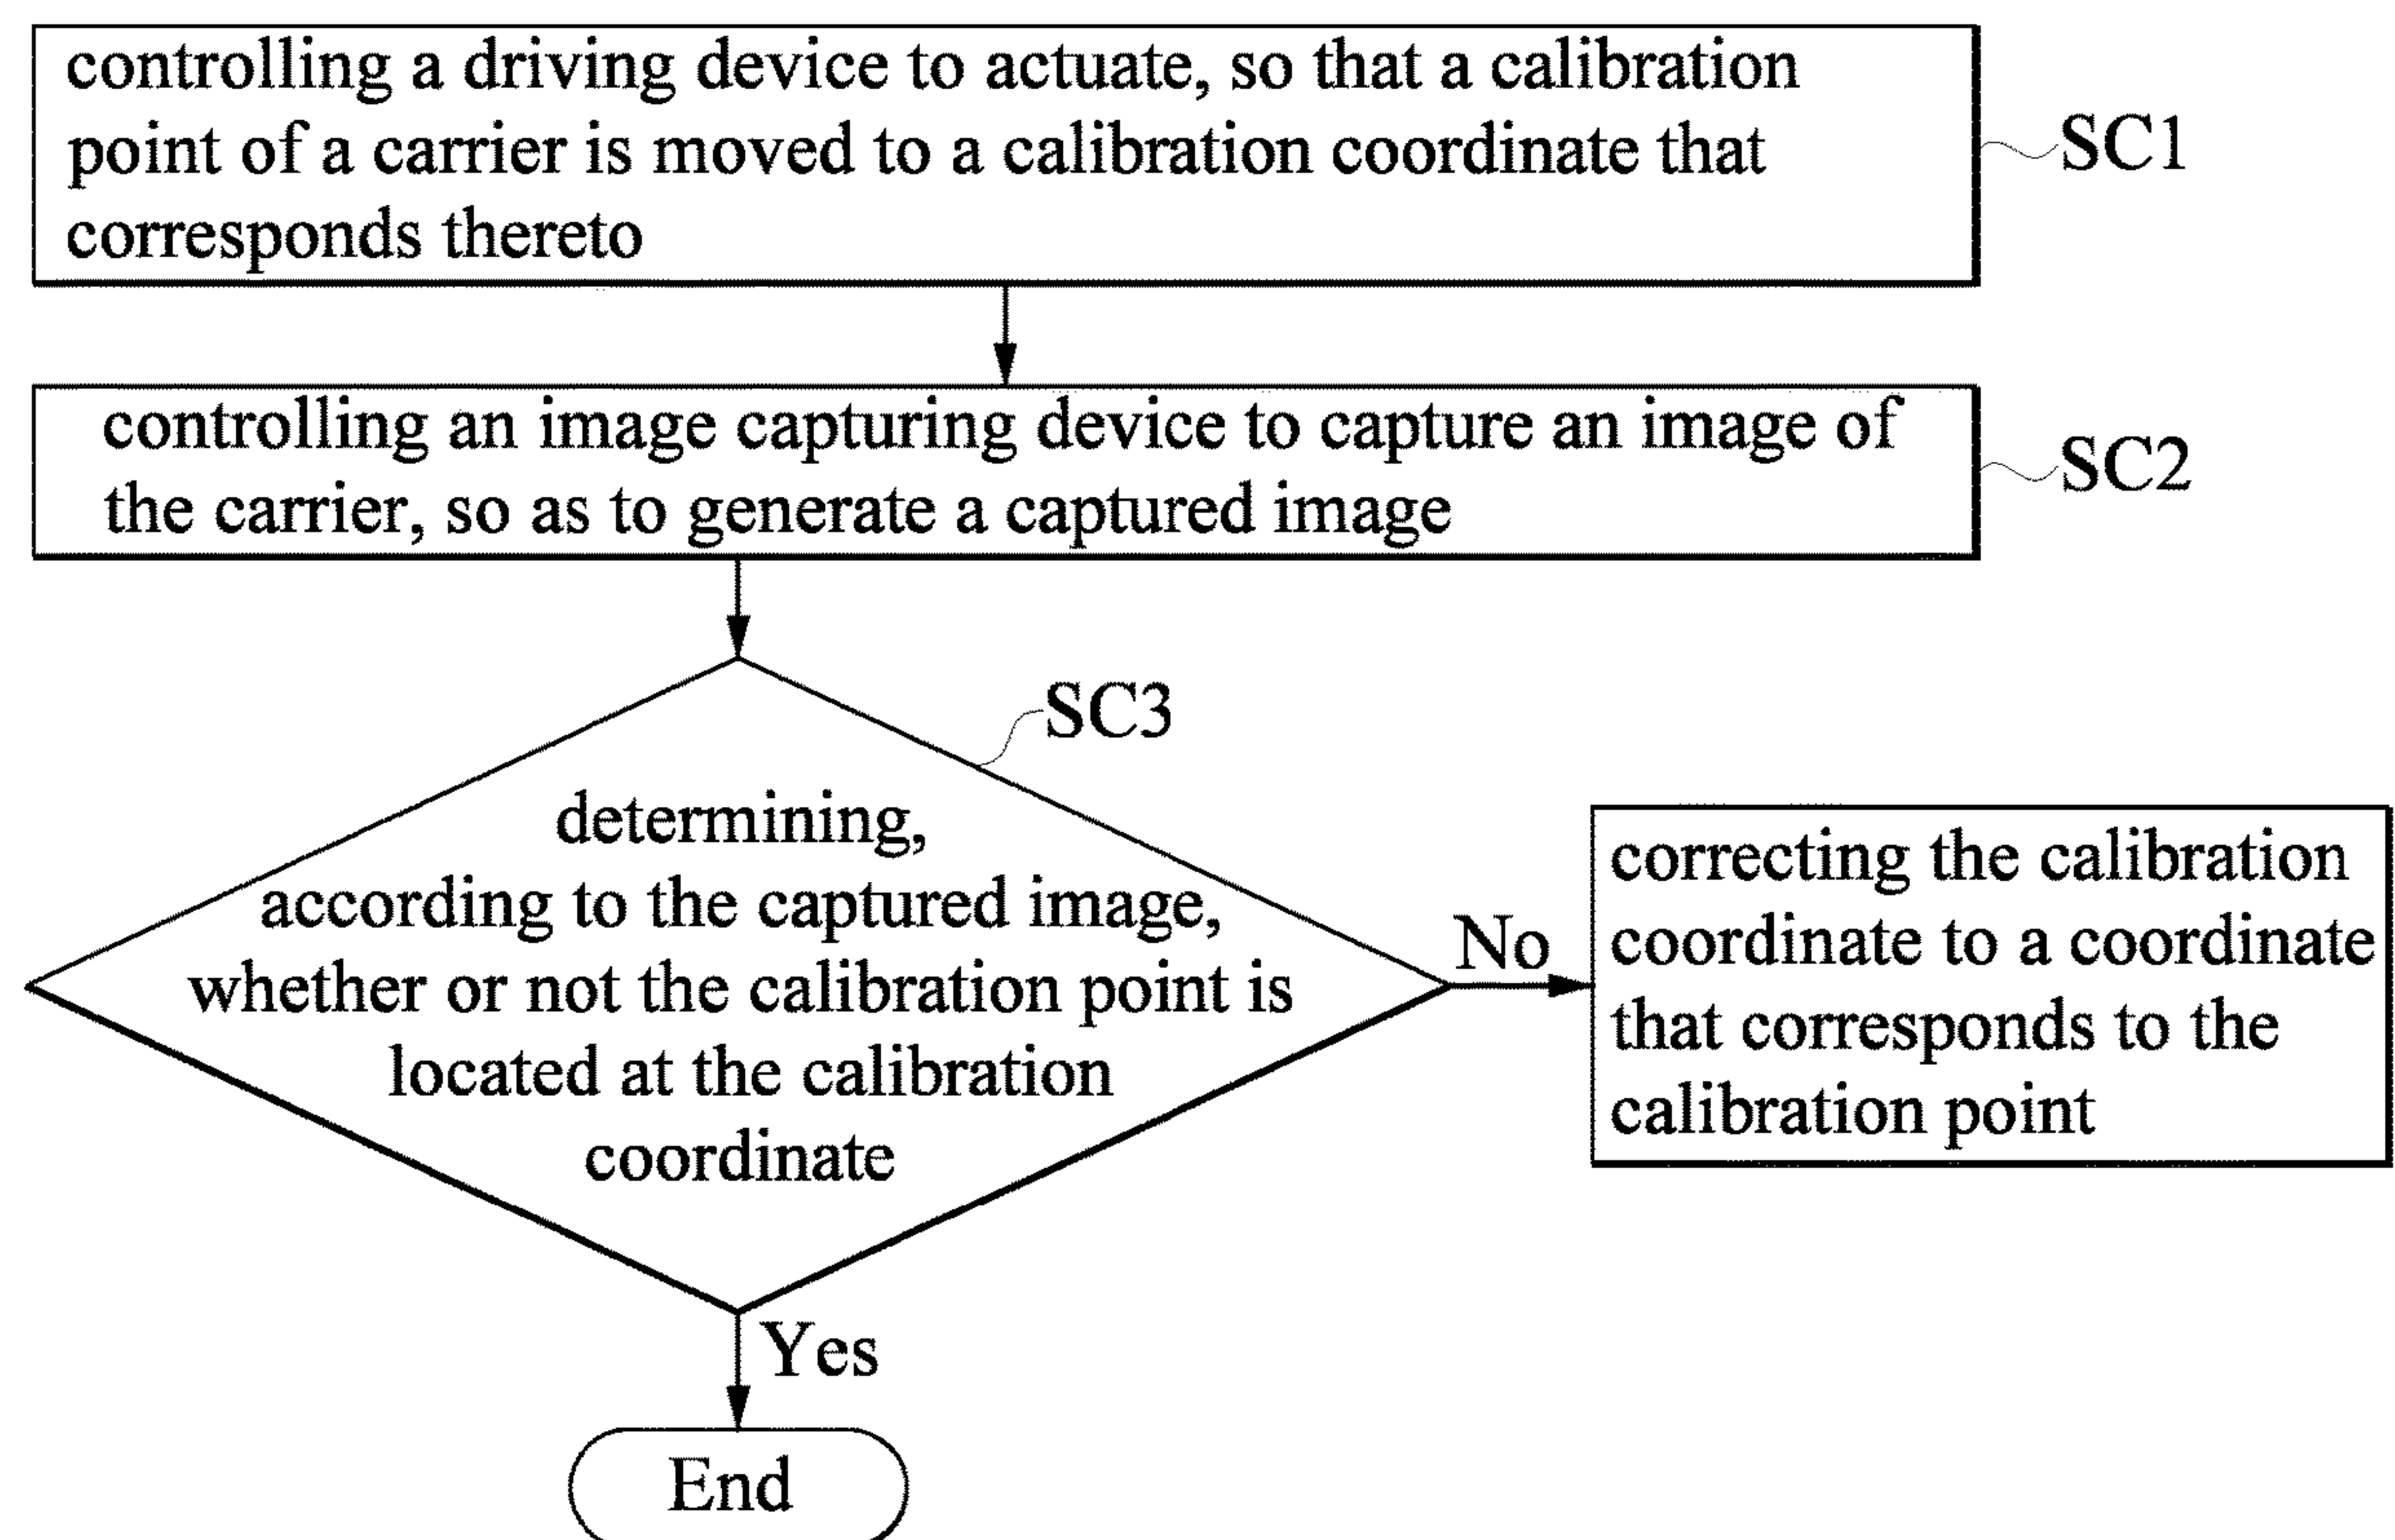 controlling a driving device to actuate, so that a calibration
point of a carrier is moved to a calibration coordinate that
corresponds thereto
SC1
controlling an image capturing device to capture an image of
the carrier, so as to generate a captured image
SC2
SC3
determining,
according to the captured image,
whether or not the calibration point is
located at the calibration
coordinate
No
correcting the calibration
coordinate to a coordinate
that corresponds to the
calibration point
Yes
End